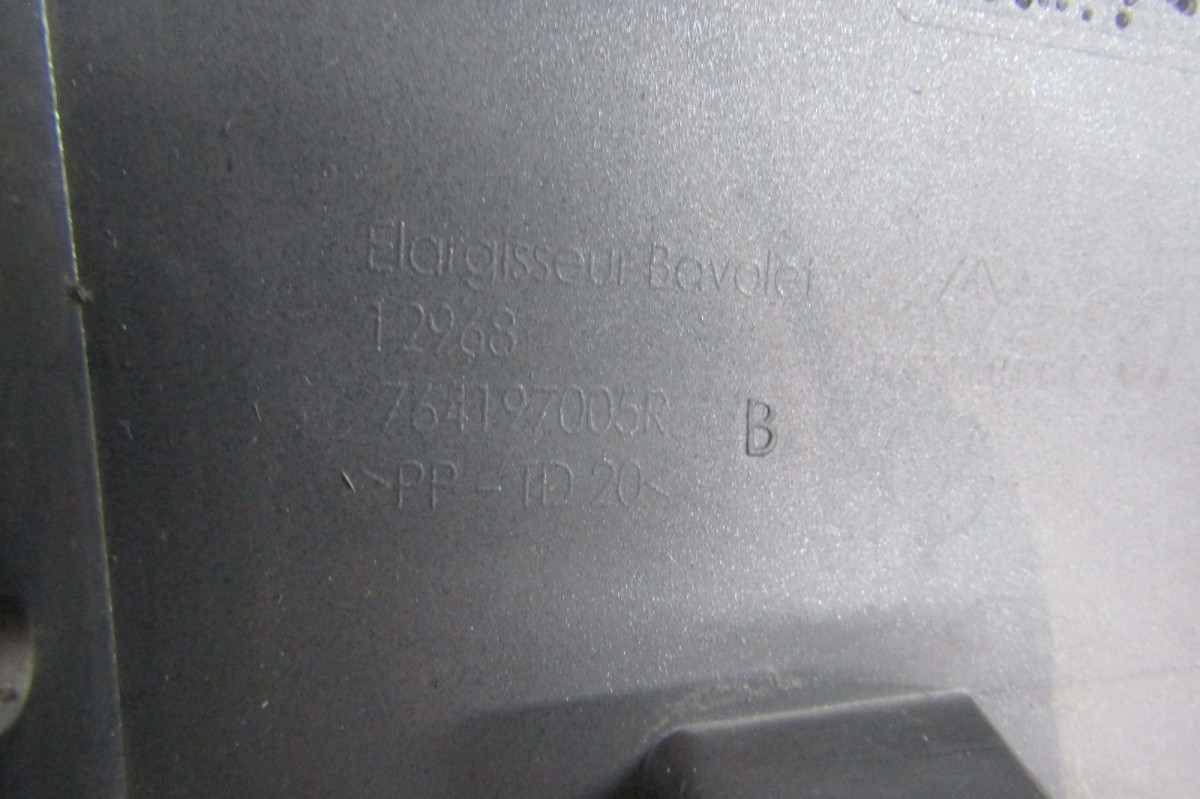 Elargisseur Bavolet
12968
764197005R B
>PP - TD 20<